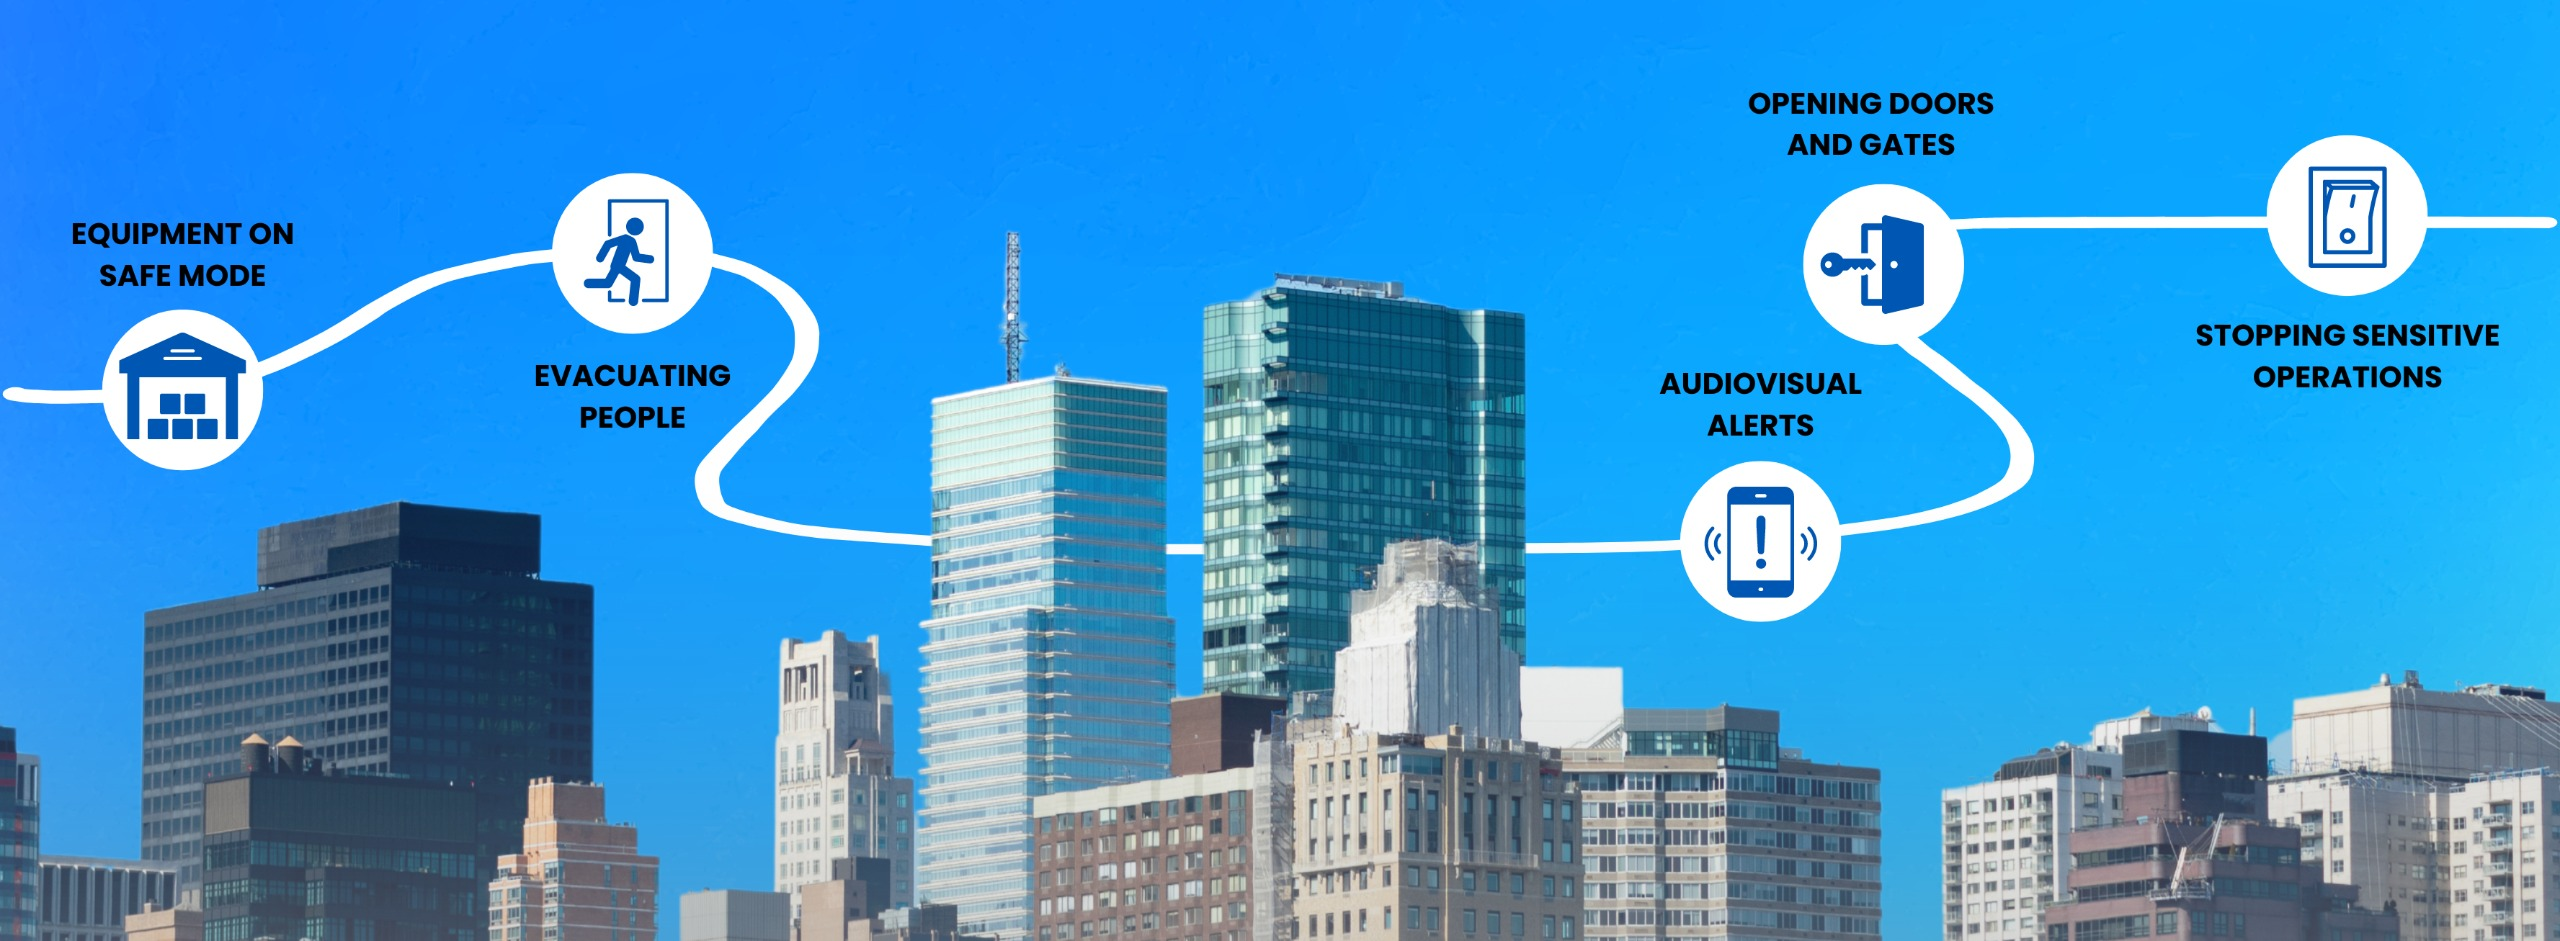 EQUIPMENT ON
SAFE MODE
EVACUATING
PEOPLE
AUDIOVISUAL
ALERTS
OPENING DOORS
AND GATES
STOPPING SENSITIVE
OPERATIONS